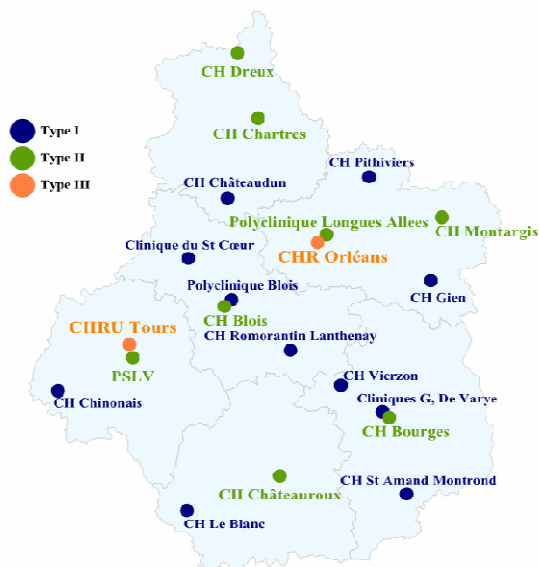 CH Dreux
CH Chartres
Type I
Type II
Type III
CH Pithiviers
CH Châteaudun
Polyclinique Longues Allees
CH Montargis
Clinique du St Cœur
CHR Orléans
Polyclinique Blois
CH Gien
CH Blois
CHRU Tours
CH Romorantin Lanthenay
PSLV
CH Vierzon
CH Chinonais
Cliniques G, De Varye
CH Bourges
CH St Amand Montrond
CH Châteauroux
CH Le Blanc